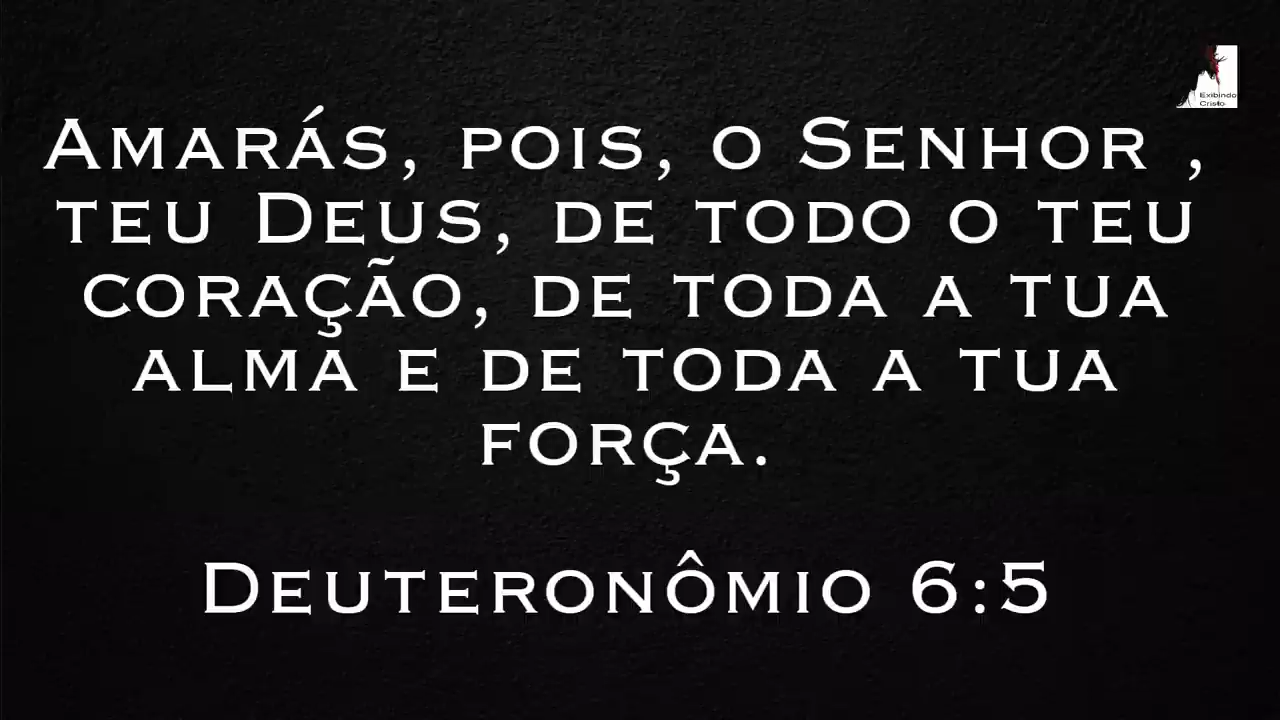 Exibindo
Cristo
Amarás, pois, o Senhor ,
teu Deus, de todo o teu
coração, de toda a tua
alma e de toda a tua
força.
Deuteronômio 6:5